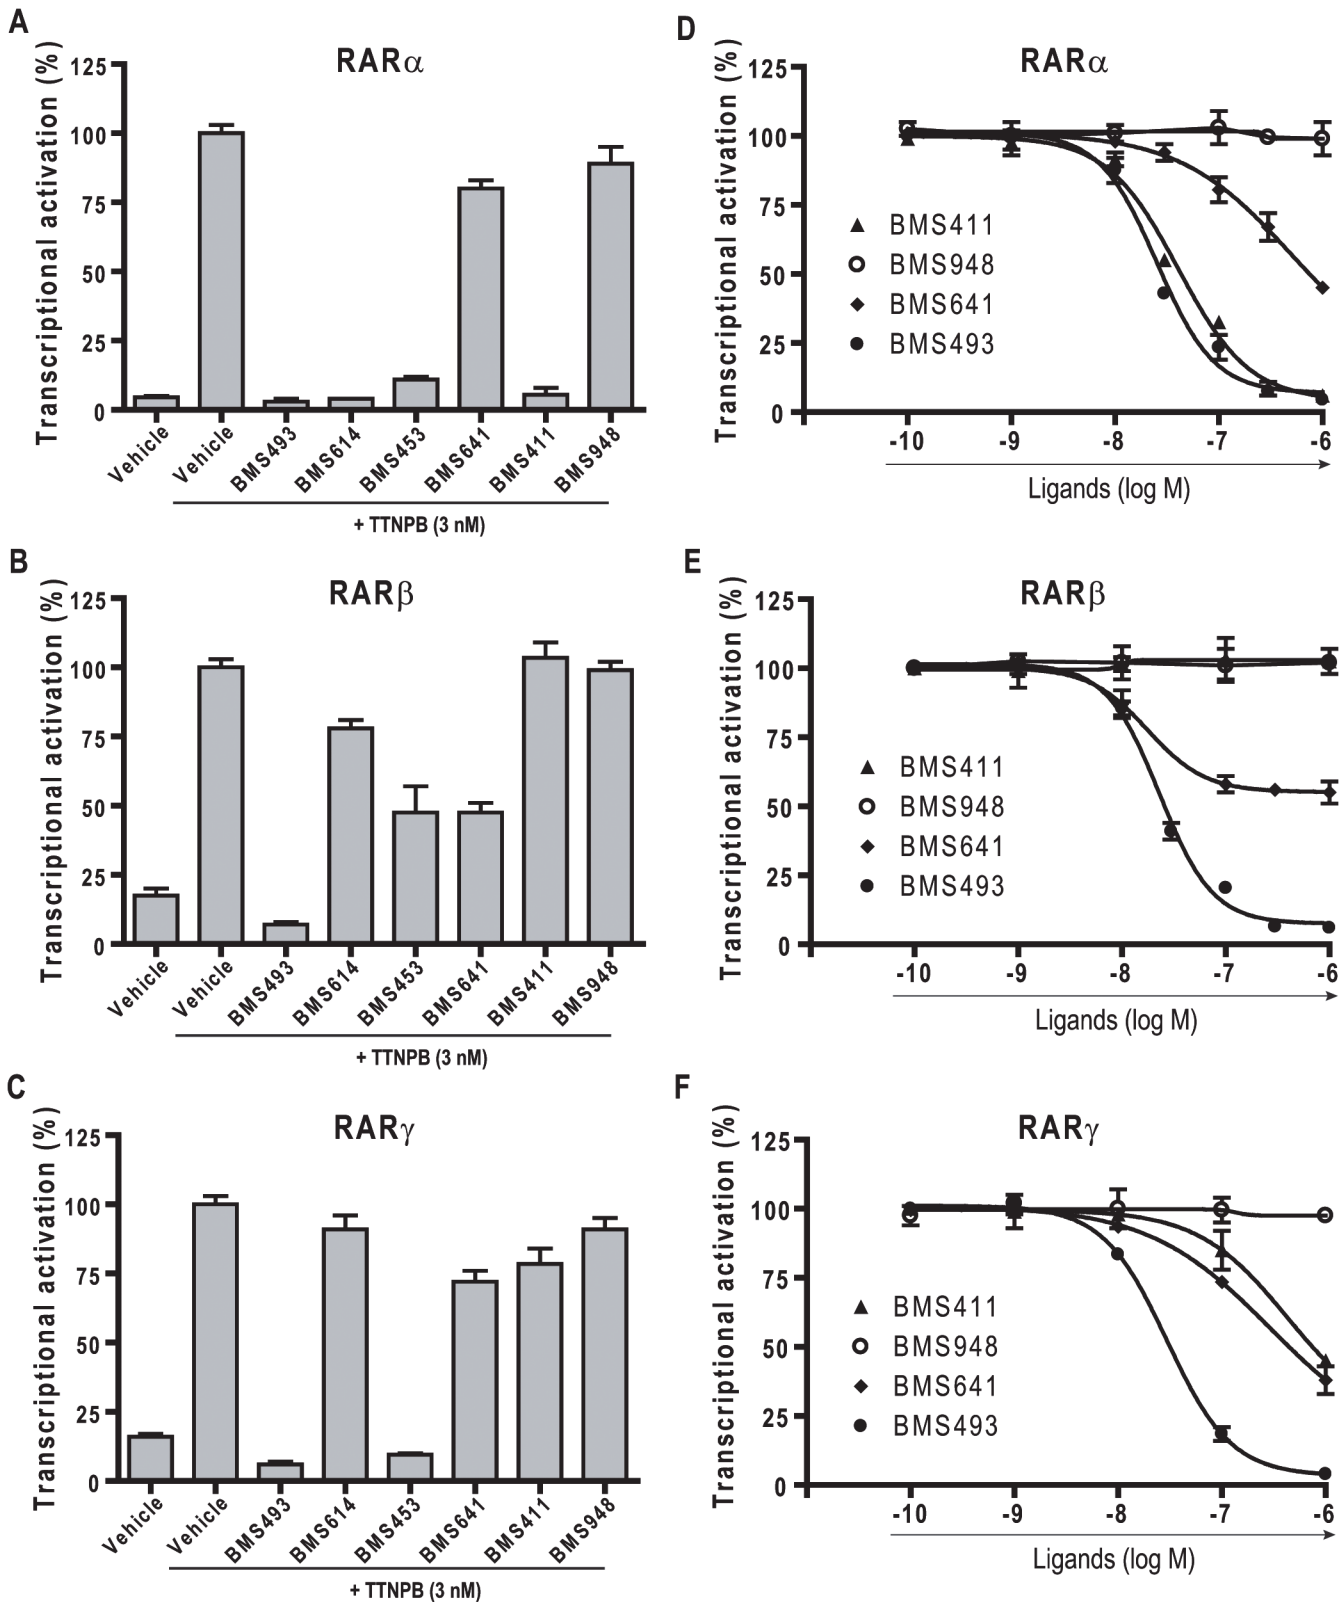 A
RARα
Transcriptional activation (%)
125
100
75
50
25
0
Vehicle
Vehicle
BMS493
BMS614
BMS453
BMS641
BMS411
BMS948
+ TTNPB (3 nM)
D
RARα
Transcriptional activation (%)
125
100
75
50
25
0
BMS411
BMS948
BMS641
BMS493
-10
-9
-8
-7
-6
Ligands (log M)
B
RARβ
Transcriptional activation (%)
125
100
75
50
25
0
Vehicle
Vehicle
BMS493
BMS614
BMS453
BMS641
BMS411
BMS948
+ TTNPB (3 nM)
E
RARβ
Transcriptional activation (%)
125
100
75
50
25
0
BMS411
BMS948
BMS641
BMS493
-10
-9
-8
-7
-6
Ligands (log M)
C
RARγ
Transcriptional activation (%)
125
100
75
50
25
0
Vehicle
Vehicle
BMS493
BMS614
BMS453
BMS641
BMS411
BMS948
+ TTNPB (3 nM)
F
RARγ
Transcriptional activation (%)
125
100
75
50
25
0
BMS411
BMS948
BMS641
BMS493
-10
-9
-8
-7
-6
Ligands (log M)